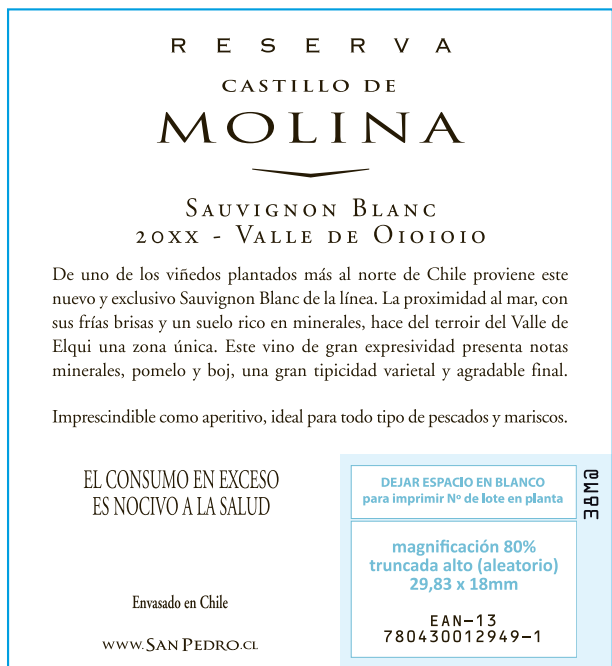 RESERVA
CASTILLO DE
MOLINA
SAUVIGNON BLANC
20XX - VALLE DE OIOIOIO
De uno de los viñedos plantados más al norte de Chile proviene este
nuevo y exclusivo Sauvignon Blanc de la línea. La proximidad al mar, con
sus frías brisas y un suelo rico en minerales, hace del terroir del Valle de
Elqui una zona única. Este vino de gran expresividad presenta notas
minerales, pomelo y boj, una gran tipicidad varietal y agradable final.
Imprescindible como aperitivo, ideal para todo tipo de pescados y mariscos.
EL CONSUMO EN EXCESO
ES NOCIVO A LA SALUD
Envasado en Chile
WWW.SAN PEDRO.CL
DEJAR ESPACIO EN BLANCO
para imprimir Nº de lote en planta
magnificación 80%
truncada alto (aleatorio)
29,83 x 18mm
EAN-13
780430012949-1